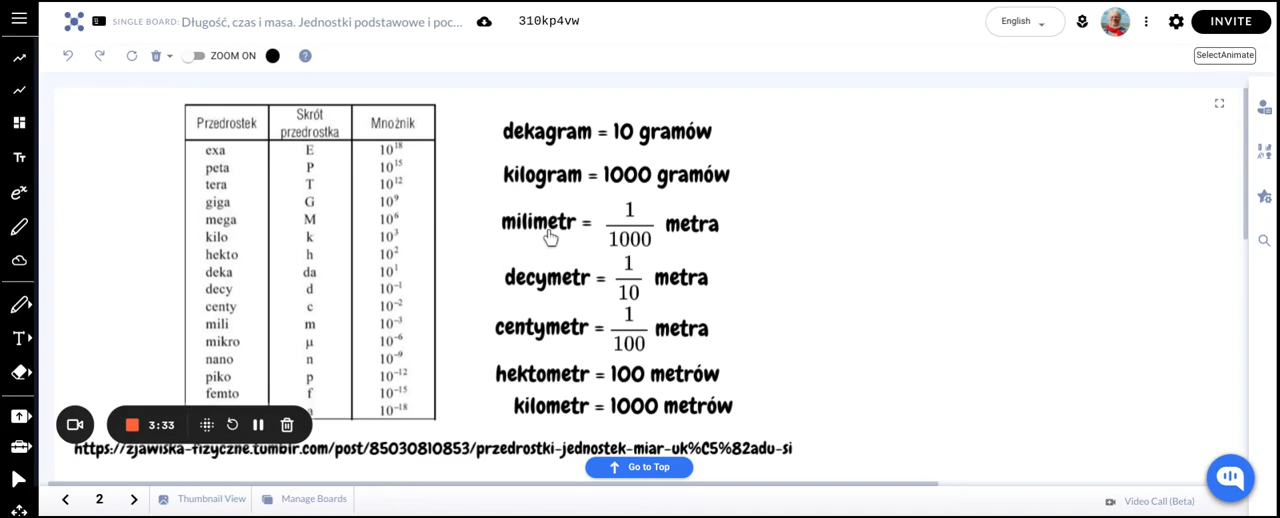 SINGLE BOARD: Długość, czas i masa. Jednostki podstawowe i poc... 310kp4vw English INVITE
ZOOM ON SelectAnimate
Przedrostek Skrót przedrostka Mnożnik
exa E 10^18
peta P 10^15
tera T 10^12
giga G 10^9
mega M 10^6
kilo k 10^3
hekto h 10^2
deka da 10^1
decy d 10^-1
centy c 10^-2
mili m 10^-3
mikro μ 10^-6
nano n 10^-9
piko p 10^-12
femto f 10^-15
a 10^-18
dekagram = 10 gramów
kilogram = 1000 gramów
milimetr = 1/1000 metra
decymetr = 1/10 metra
centymetr = 1/100 metra
hektometr = 100 metrów
kilometr = 1000 metrów
3:33
https://zjawiska-fizyczne.tumblr.com/post/85030810853/przedrostki-jednostek-miar-uk%C5%82adu-si
Go to Top
2 Thumbnail View Manage Boards Video Call (Beta)